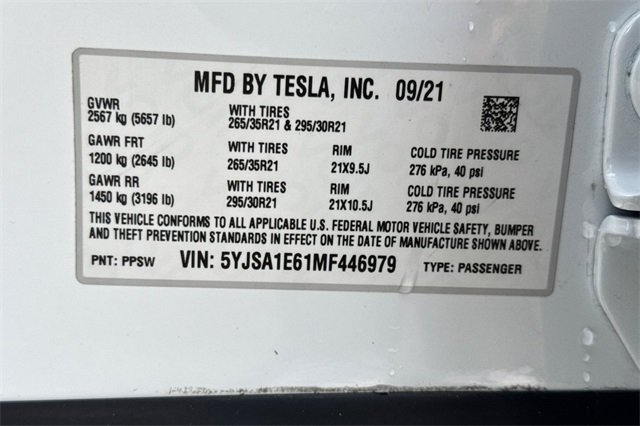 MFD BY TESLA, INC. 09/21
GVWR WITH TIRES
2567 kg (5657 lb) 265/35R21 & 295/30R21
GAWR FRT WITH TIRES RIM COLD TIRE PRESSURE
1200 kg (2645 lb) 265/35R21 21X9.5J 276 kPa, 40 psi
GAWR RR WITH TIRES RIM COLD TIRE PRESSURE
1450 kg (3196 lb) 295/30R21 21X10.5J 276 kPa, 40 psi
THIS VEHICLE CONFORMS TO ALL APPLICABLE U.S. FEDERAL MOTOR VEHICLE SAFETY, BUMPER
AND THEFT PREVENTION STANDARDS IN EFFECT ON THE DATE OF MANUFACTURE SHOWN ABOVE.
PNT: PPSW VIN: 5YJSA1E61MF446979 TYPE: PASSENGER